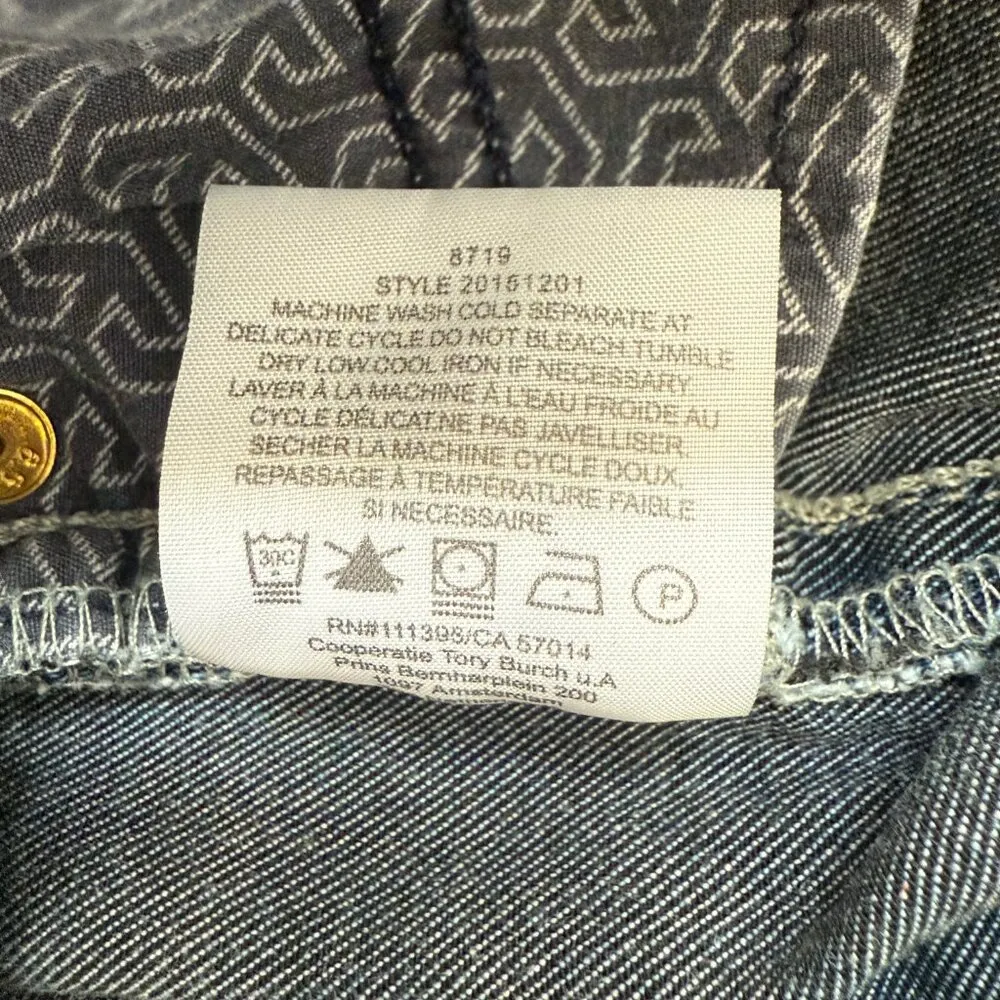 8719
STYLE 20151201
MACHINE WASH COLD SEPARATE AT
DELICATE CYCLE.DO NOT BLEACH.TUMBLE
DRY LOW.COOL IRON IF NECESSARY.
LAVER À LA MACHINE À L'EAU FROIDE AU
CYCLE DÉLICAT.NE PAS JAVELLISER.
SECHER LA MACHINE CYCLE DOUX.
REPASSAGE À TEMPÉRATURE FAIBLE
SI NECESSAIRE.
30C
P
RN#111398/CA 57014
Cooperatie Tory Burch u.A
Prins Bernharplein 200
1097 Amsterdam